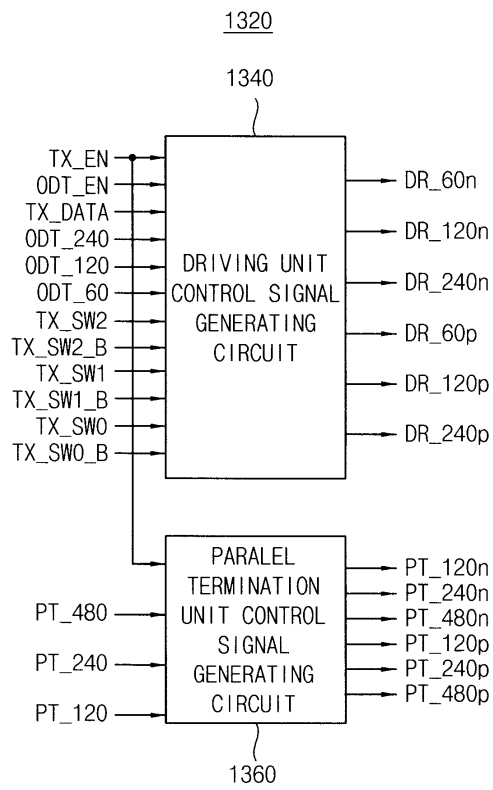 1320
1340
TX_EN
ODT_EN
TX_DATA
ODT_240
ODT_120
ODT_60
TX_SW2
TX_SW2_B
TX_SW1
TX_SW1_B
TX_SW0
TX_SW0_B
DRIVING UNIT
CONTROL SIGNAL
GENERATING
CIRCUIT
DR_60n
DR_120n
DR_240n
DR_60p
DR_120p
DR_240p
PT_480
PT_240
PT_120
PARALEL
TERMINATION
UNIT CONTROL
SIGNAL
GENERATING
CIRCUIT
PT_120n
PT_240n
PT_480n
PT_120p
PT_240p
PT_480p
1360